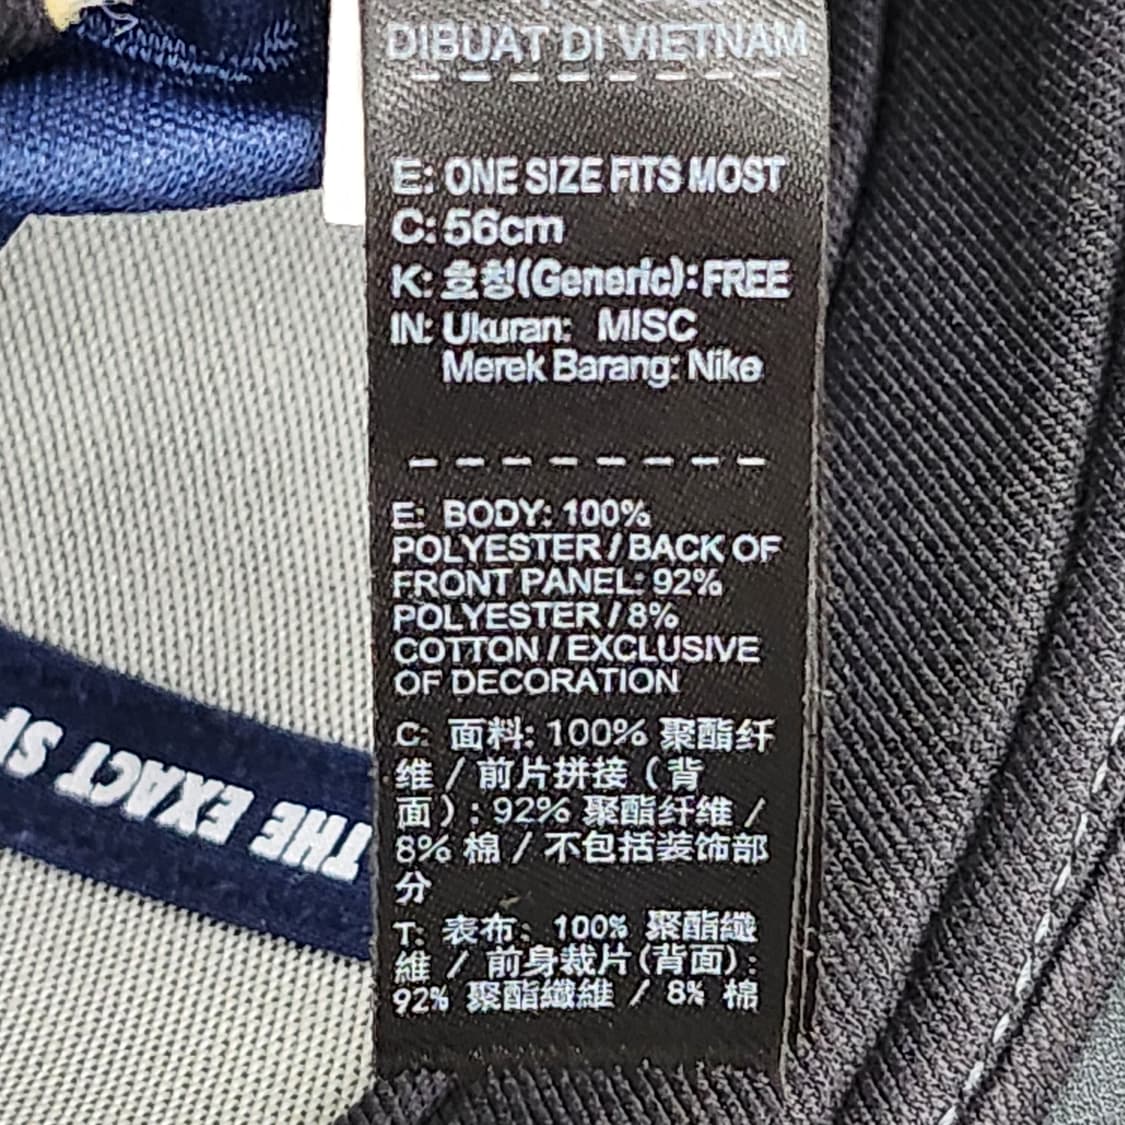 DIBUAT DI VIETNAM
E: ONE SIZE FITS MOST
C: 56cm
K: 호칭(Generic): FREE
IN: Ukuran: MISC
Merek Barang: Nike
E: BODY: 100%
POLYESTER / BACK OF
FRONT PANEL: 92%
POLYESTER / 8%
COTTON / EXCLUSIVE
OF DECORATION
C: 面料: 100% 聚酯纤
维 / 前片拼接 (背
面) : 92% 聚酯纤维 /
8% 棉 / 不包括装饰部
分
T: 表布: 100% 聚酯纖
維 / 前身裁片(背面):
92% 聚酯纖維 / 8% 棉
THE EXACT